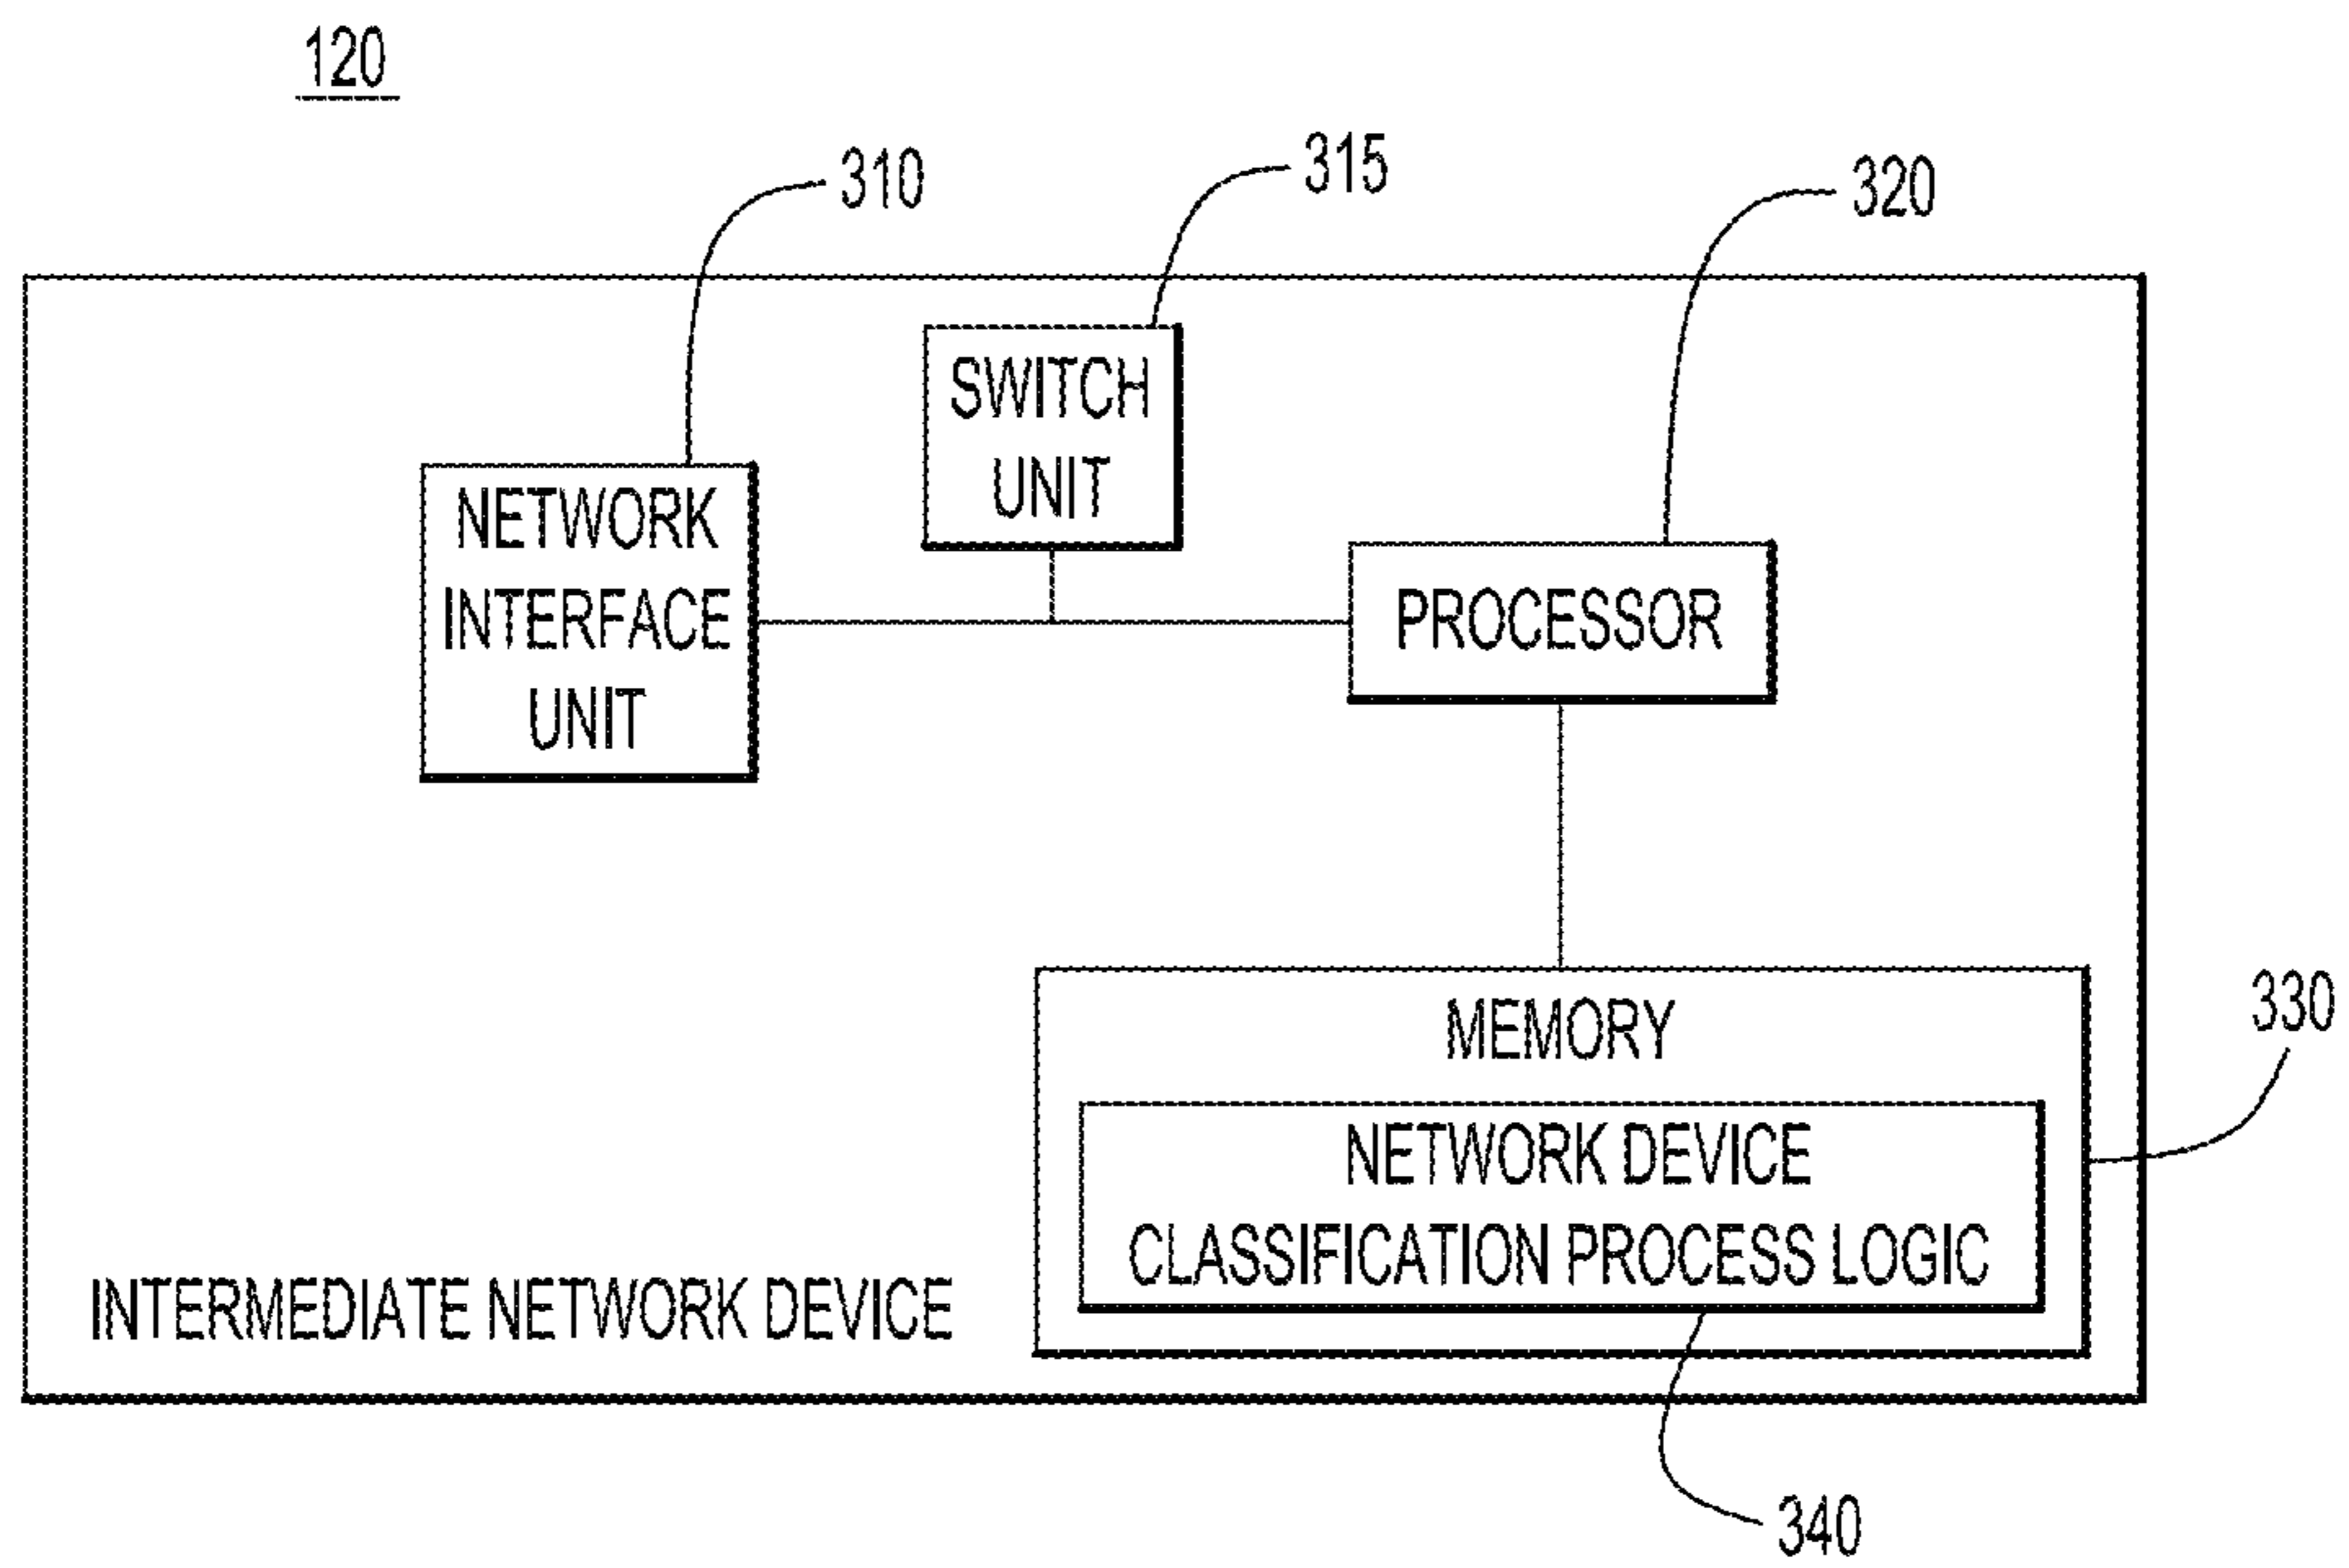 120
310
315
320
SWITCH
UNIT
NETWORK
INTERFACE
UNIT
PROCESSOR
MEMORY
330
NETWORK DEVICE
CLASSIFICATION PROCESS LOGIC
INTERMEDIATE NETWORK DEVICE
340